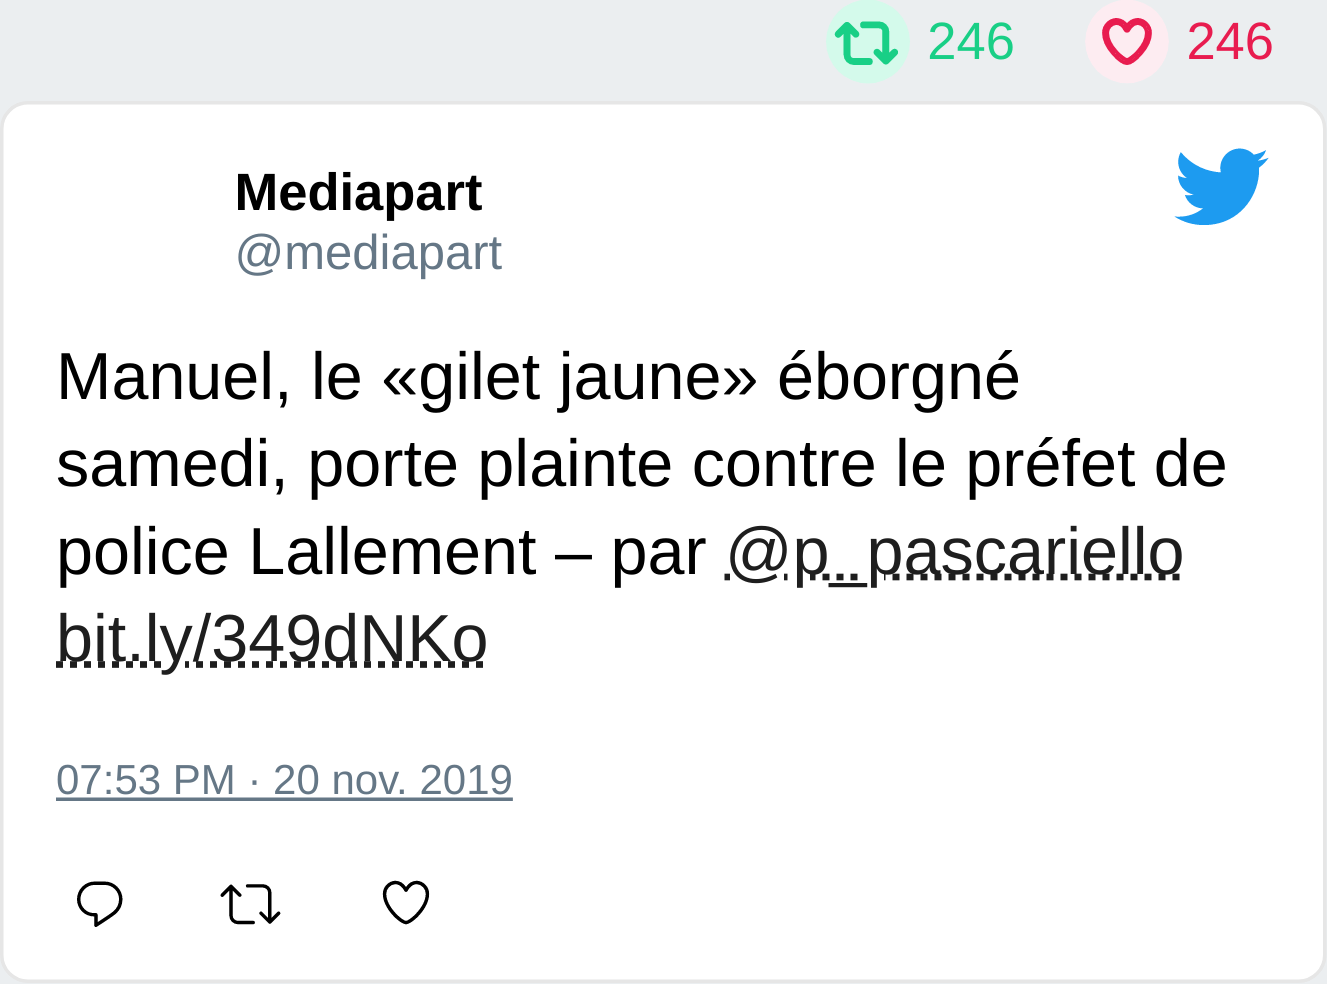 246 246
Mediapart
@mediapart
Manuel, le «gilet jaune» éborgné
samedi, porte plainte contre le préfet de
police Lallement – par @p_pascariello
bit.ly/349dNKo
07:53 PM · 20 nov. 2019